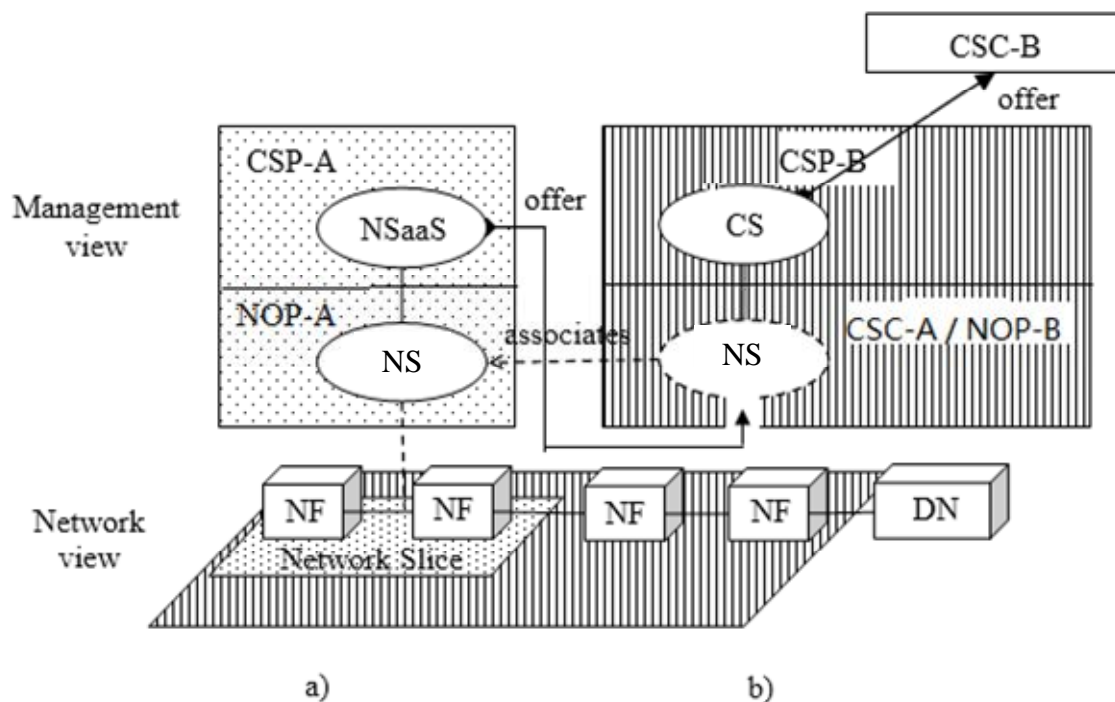 CSC-B
offer
CSP-A
CSP-B
Management
view
offer
NSaaS
CS
NOP-A
associates
CSC-A / NOP-B
NS
NS
Network
view
NF
NF
NF
NF
DN
Network Slice
a)
b)